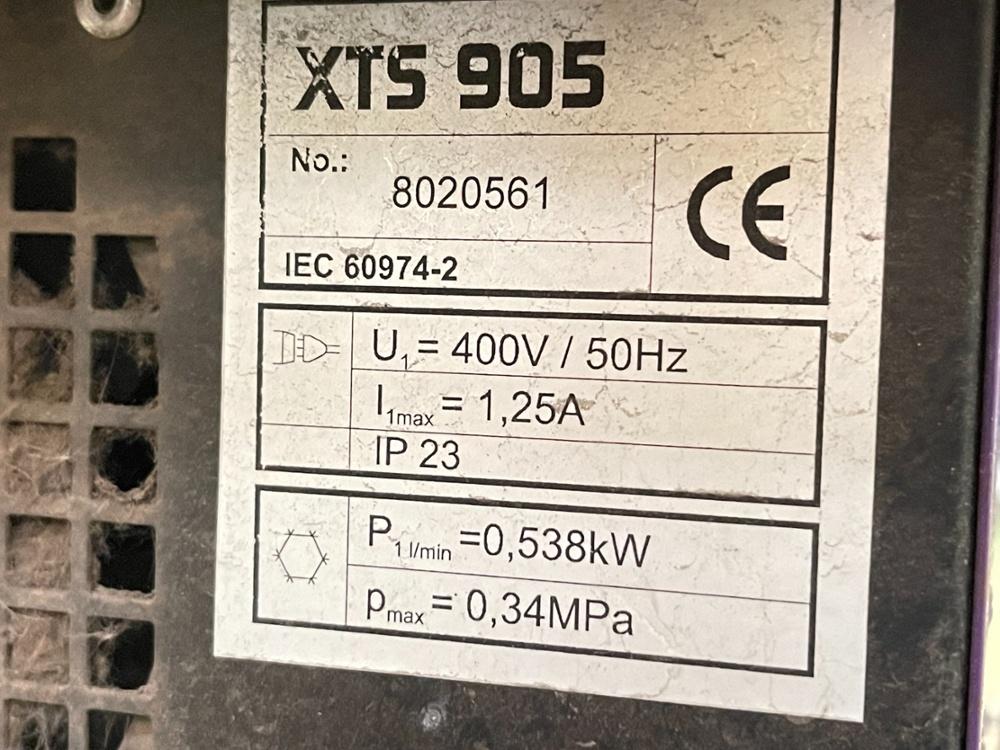 XTS 905
No.:
8020561
CE
IEC 60974-2
U1 = 400V / 50Hz
I1max = 1,25A
IP 23
P1 l/min =0,538kW
pmax = 0,34MPa